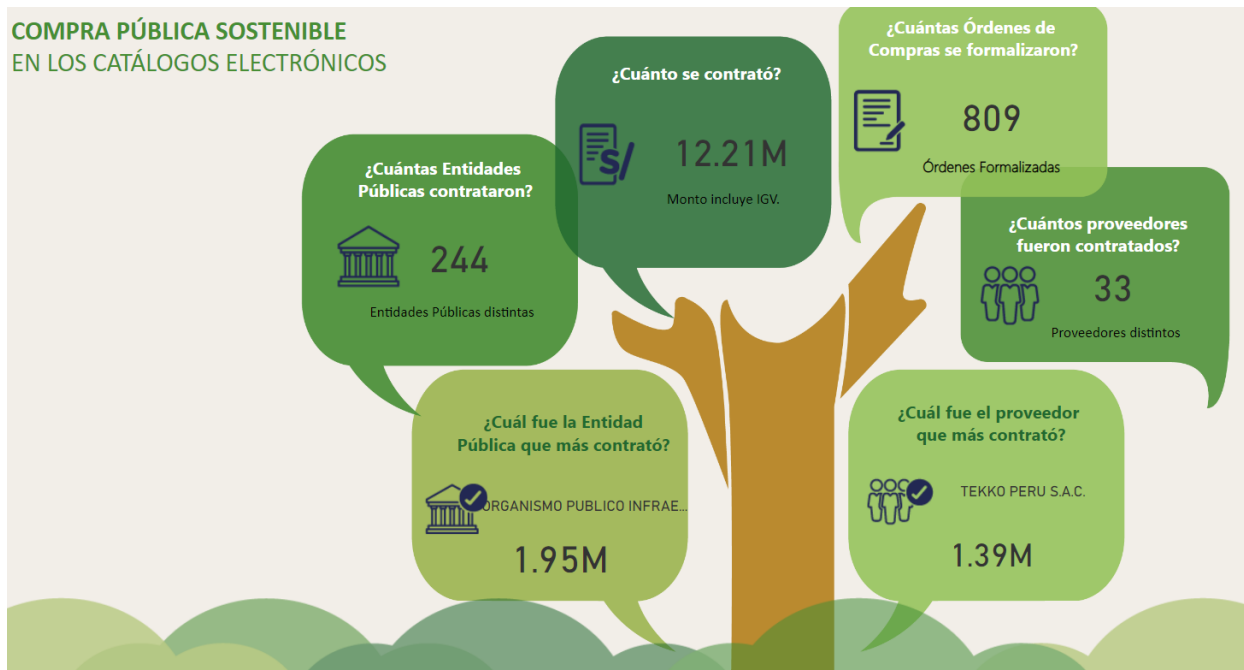 COMPRA PÚBLICA SOSTENIBLE
EN LOS CATÁLOGOS ELECTRÓNICOS
¿Cuántas Entidades
Públicas contrataron?
244
Entidades Públicas distintas
¿Cuánto se contrató?
S/
12.21M
Monto incluye IGV.
¿Cuántas Órdenes de
Compras se formalizaron?
809
Órdenes Formalizadas
¿Cuántos proveedores
fueron contratados?
33
Proveedores distintos
¿Cuál fue la Entidad
Pública que más contrató?
ORGANISMO PUBLICO INFRAE...
1.95M
¿Cuál fue el proveedor
que más contrató?
TEKKO PERU S.A.C.
1.39M